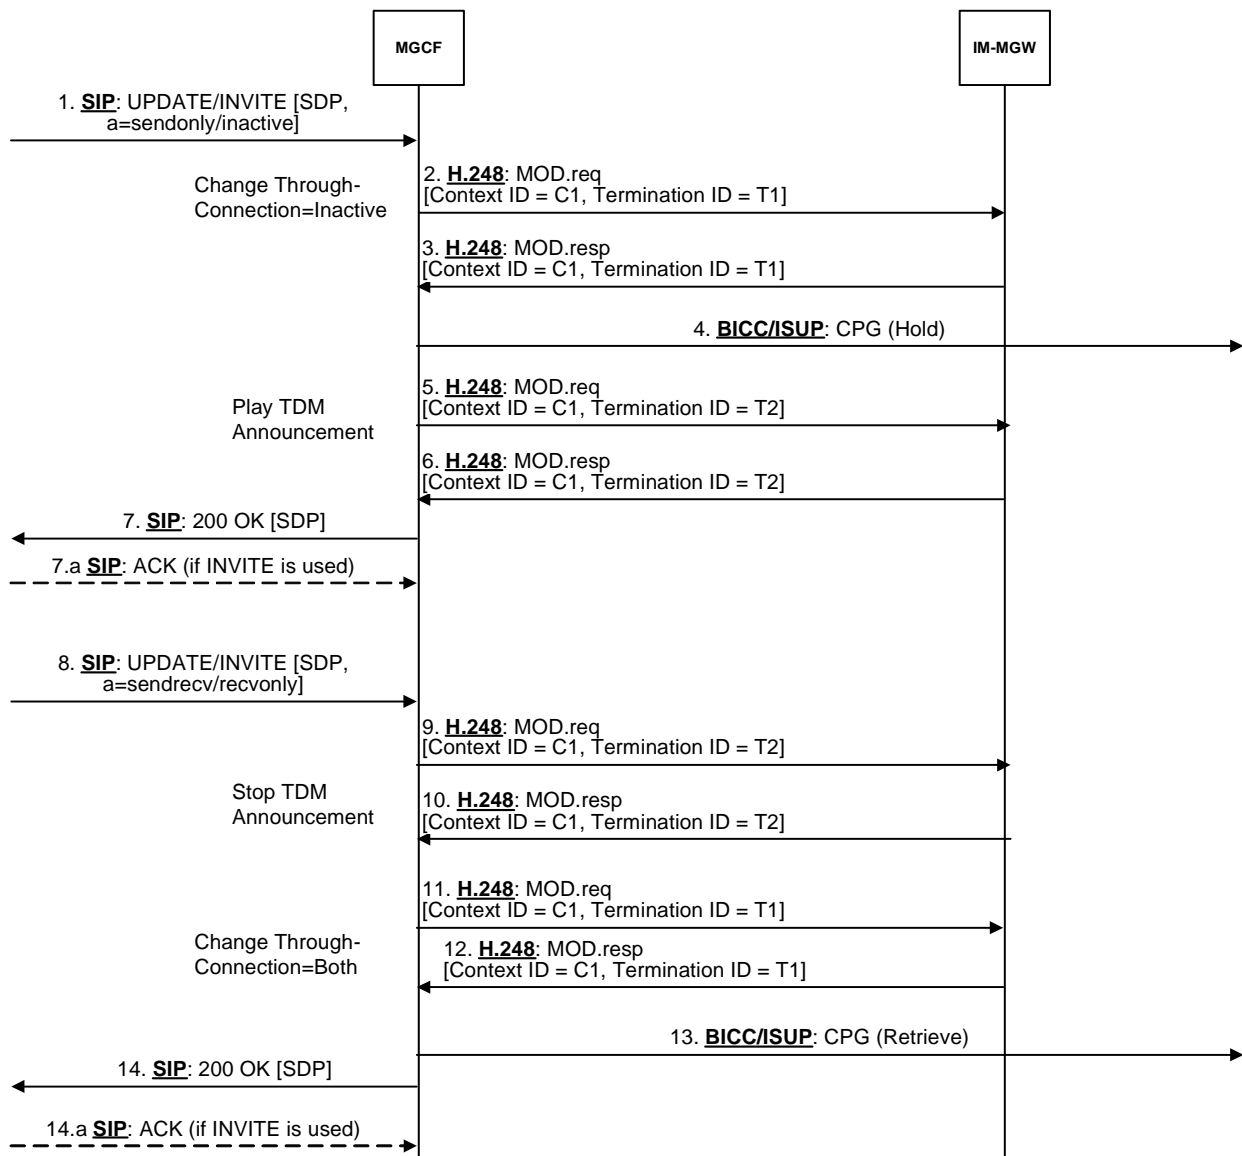 MGCF
IM-MGW
1. SIP: UPDATE/INVITE [SDP,
a=sendonly/inactive]
Change Through-
Connection=Inactive
2. H.248: MOD.req
[Context ID = C1, Termination ID = T1]
3. H.248: MOD.resp
[Context ID = C1, Termination ID = T1]
4. BICC/ISUP: CPG (Hold)
Play TDM
Announcement
5. H.248: MOD.req
[Context ID = C1, Termination ID = T2]
6. H.248: MOD.resp
[Context ID = C1, Termination ID = T2]
7. SIP: 200 OK [SDP]
7.a SIP: ACK (if INVITE is used)
8. SIP: UPDATE/INVITE [SDP,
a=sendrecv/recvonly]
9. H.248: MOD.req
[Context ID = C1, Termination ID = T2]
Stop TDM
Announcement
10. H.248: MOD.resp
[Context ID = C1, Termination ID = T2]
11. H.248: MOD.req
[Context ID = C1, Termination ID = T1]
Change Through-
Connection=Both
12. H.248: MOD.resp
[Context ID = C1, Termination ID = T1]
13. BICC/ISUP: CPG (Retrieve)
14. SIP: 200 OK [SDP]
14.a SIP: ACK (if INVITE is used)